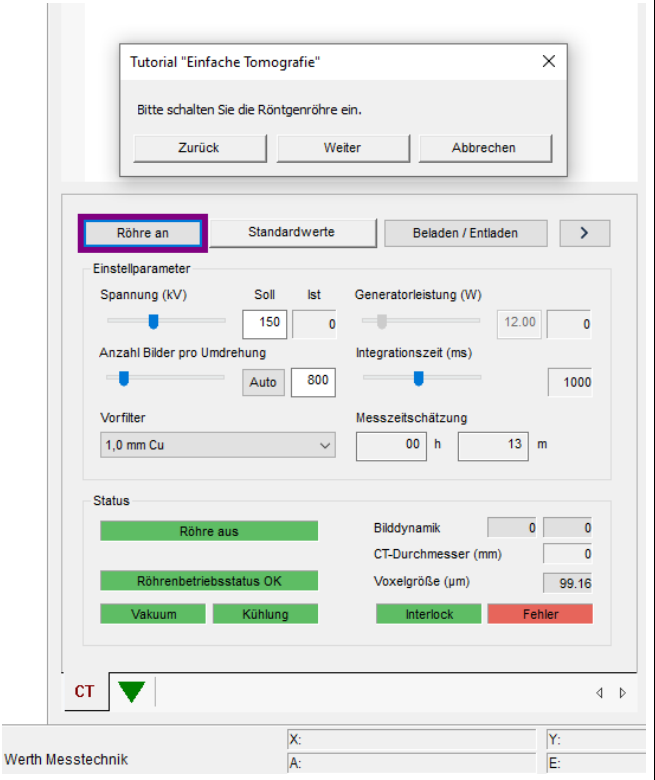 Tutorial "Einfache Tomografie"
Bitte schalten Sie die Röntgenröhre ein.
Zurück Weiter Abbrechen
Röhre an Standardwerte Beladen / Entladen >
Einstellparameter
Spannung (kV) Soll Ist Generatorleistung (W)
150 0 12.00 0
Anzahl Bilder pro Umdrehung Integrationszeit (ms)
Auto 800 1000
Vorfilter Messzeitschätzung
1,0 mm Cu 00 h 13 m
Status
Röhre aus Bilddynamik 0 0
CT-Durchmesser (mm) 0
Röhrenbetriebsstatus OK Voxelgröße (µm) 99.16
Vakuum Kühlung Interlock Fehler
CT
X: Y:
Werth Messtechnik
A: E: